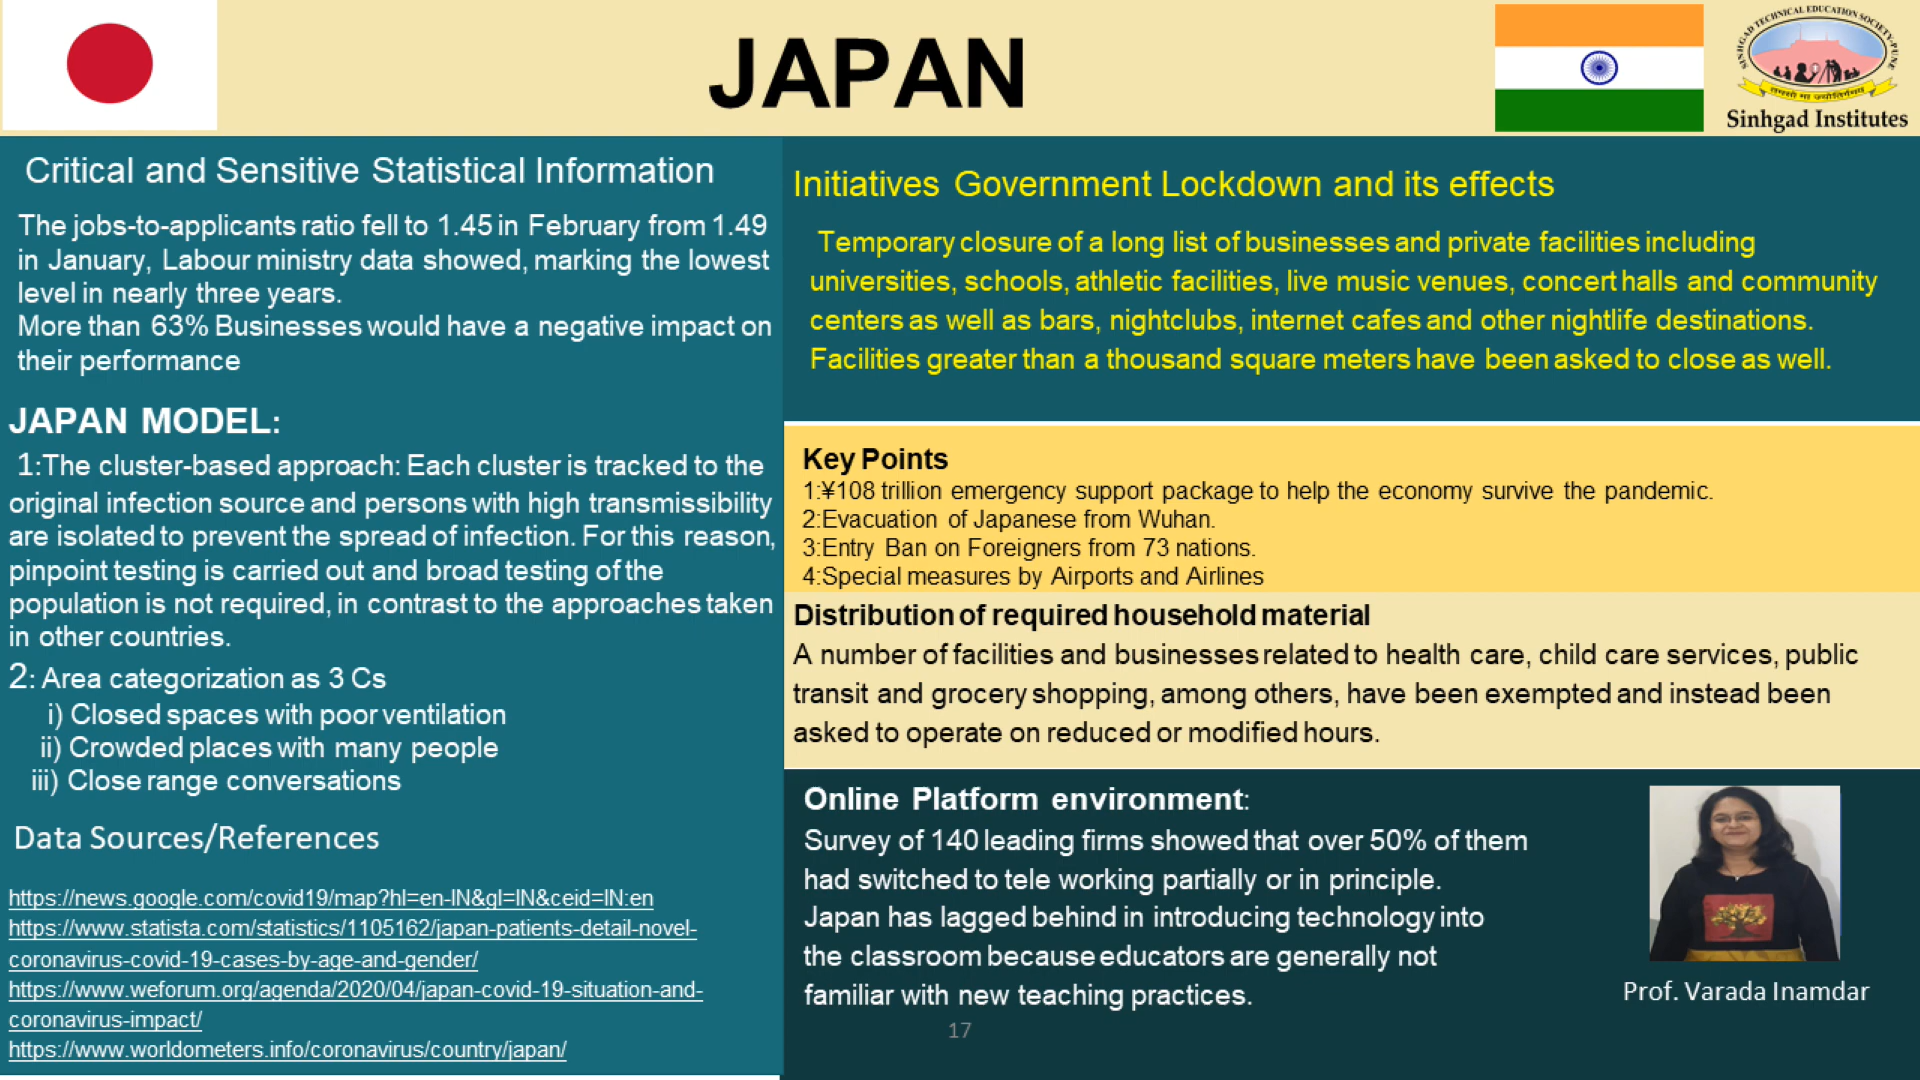 JAPAN
SINHGAD TECHNICAL EDUCATION SOCIETY-PUNE
Sinhgad Institutes
Critical and Sensitive Statistical Information
The jobs-to-applicants ratio fell to 1.45 in February from 1.49
in January, Labour ministry data showed, marking the lowest
level in nearly three years.
More than 63% Businesses would have a negative impact on
their performance
JAPAN MODEL:
1:The cluster-based approach: Each cluster is tracked to the
original infection source and persons with high transmissibility
are isolated to prevent the spread of infection. For this reason,
pinpoint testing is carried out and broad testing of the
population is not required, in contrast to the approaches taken
in other countries.
2: Area categorization as 3 Cs
i) Closed spaces with poor ventilation
ii) Crowded places with many people
iii) Close range conversations
Data Sources/References
https://news.google.com/covid19/map?hl=en-IN&gl=IN&ceid=IN:en
https://www.statista.com/statistics/1105162/japan-patients-detail-novel-
coronavirus-covid-19-cases-by-age-and-gender/
https://www.weforum.org/agenda/2020/04/japan-covid-19-situation-and-
coronavirus-impact/
https://www.worldometers.info/coronavirus/country/japan/
Initiatives Government Lockdown and its effects
Temporary closure of a long list of businesses and private facilities including
universities, schools, athletic facilities, live music venues, concert halls and community
centers as well as bars, nightclubs, internet cafes and other nightlife destinations.
Facilities greater than a thousand square meters have been asked to close as well.
Key Points
1:¥108 trillion emergency support package to help the economy survive the pandemic.
2:Evacuation of Japanese from Wuhan.
3:Entry Ban on Foreigners from 73 nations.
4:Special measures by Airports and Airlines
Distribution of required household material
A number of facilities and businesses related to health care, child care services, public
transit and grocery shopping, among others, have been exempted and instead been
asked to operate on reduced or modified hours.
Online Platform environment:
Survey of 140 leading firms showed that over 50% of them
had switched to tele working partially or in principle.
Japan has lagged behind in introducing technology into
the classroom because educators are generally not
familiar with new teaching practices.
Prof. Varada Inamdar
17